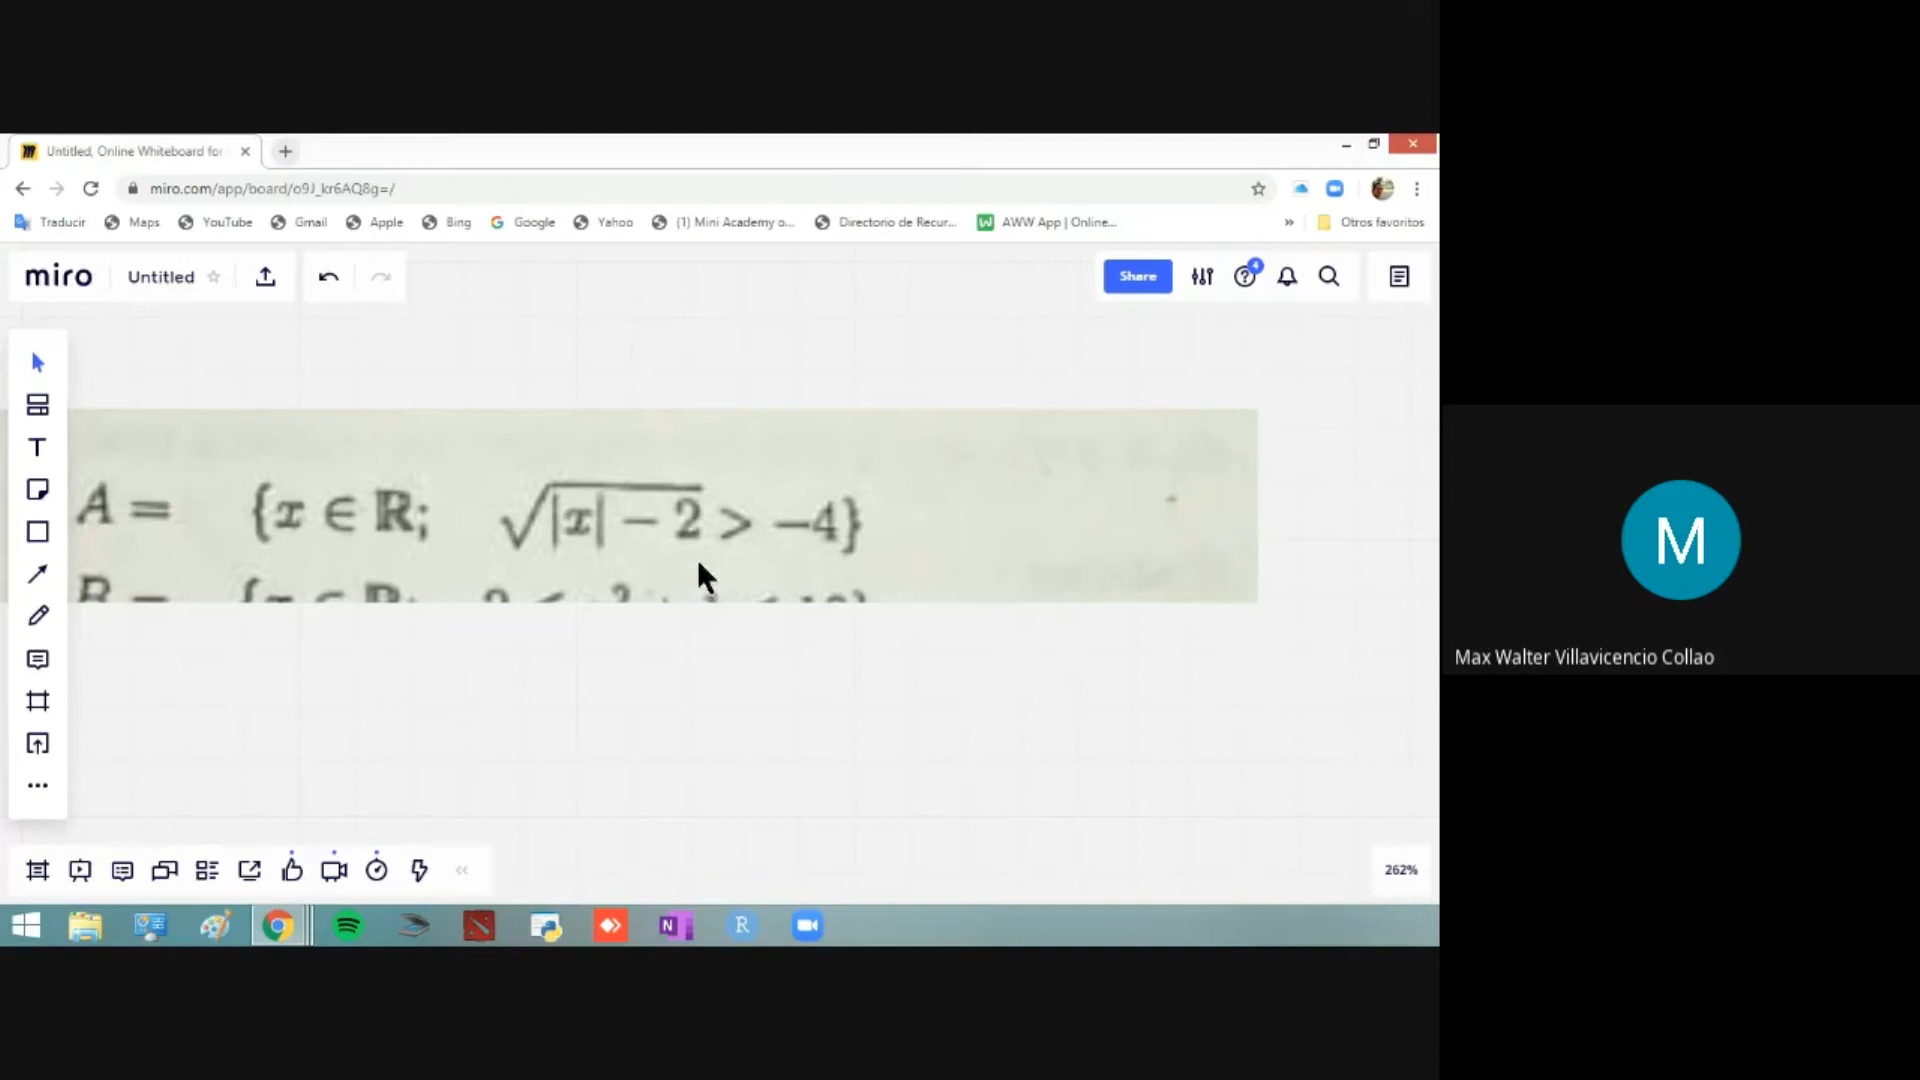 Untitled, Online Whiteboard for
miro.com/app/board/o9J_kr6AQ8g=/
Traducir Maps YouTube Gmail Apple Bing Google Yahoo (1) Mini Academy o... Directorio de Recur... AWW App | Online... » Otros favoritos
miro Untitled Share 4
T
A = {x ∈ ℝ; √|x| − 2 > −4}
M
Max Walter Villavicencio Collao
262%
N R